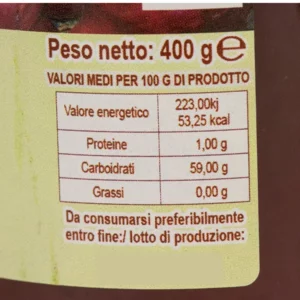 Peso netto: 400 g ℮
VALORI MEDI PER 100 G DI PRODOTTO
Valore energetico 223,00kj
53,25 kcal
Proteine 1,00 g
Carboidrati 59,00 g
Grassi 0,00 g
Da consumarsi preferibilmente
entro fine:/ lotto di produzione: